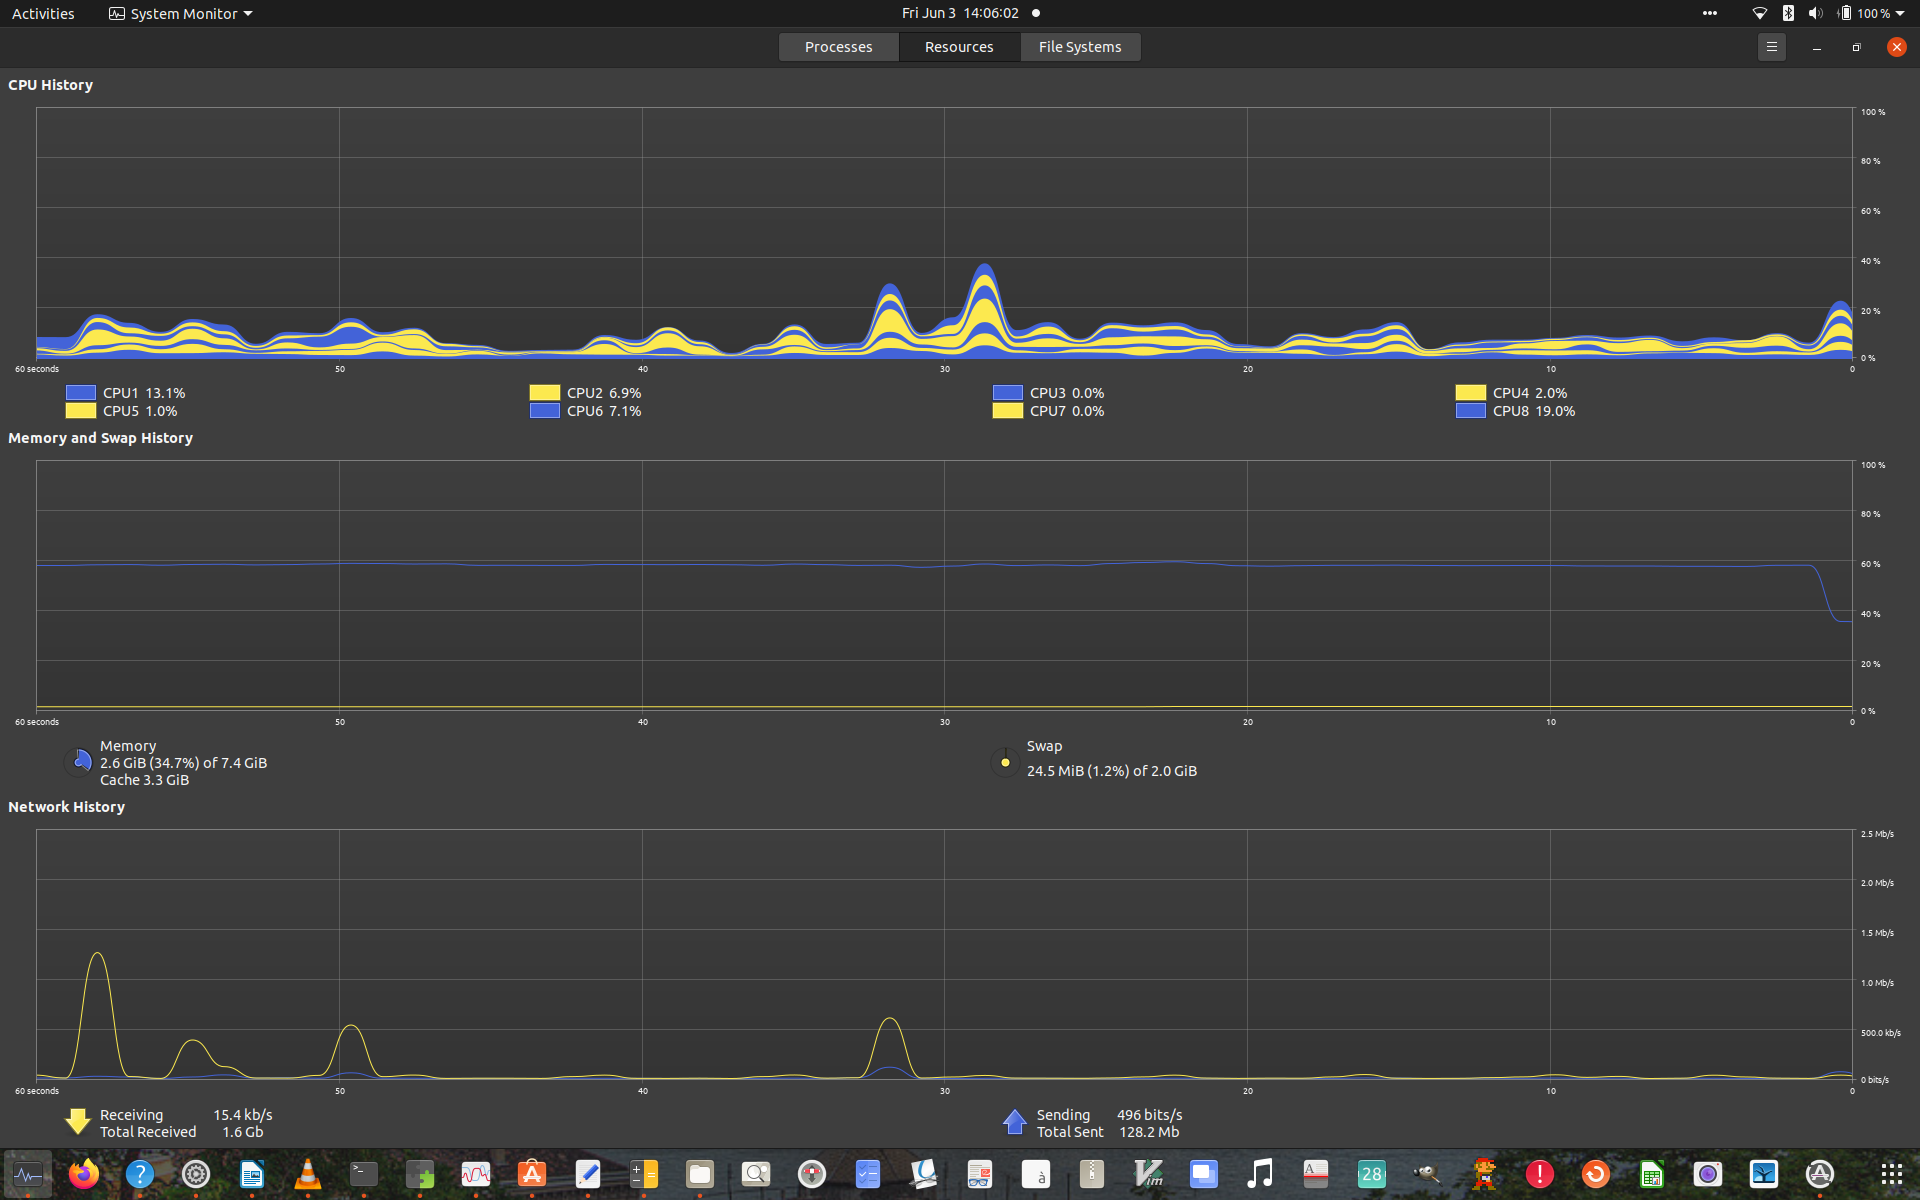 Activities System Monitor Fri Jun 3 14:06:02 100 %
Processes Resources File Systems
CPU History
100 %
80 %
60 %
40 %
20 %
0 %
60 seconds 50 40 30 20 10 0
CPU1 13.1% CPU2 6.9% CPU3 0.0% CPU4 2.0%
CPU5 1.0% CPU6 7.1% CPU7 0.0% CPU8 19.0%
Memory and Swap History
100 %
80 %
60 %
40 %
20 %
0 %
60 seconds 50 40 30 20 10 0
Memory Swap
2.6 GiB (34.7%) of 7.4 GiB 24.5 MiB (1.2%) of 2.0 GiB
Cache 3.3 GiB
Network History
2.5 Mb/s
2.0 Mb/s
1.5 Mb/s
1.0 Mb/s
500.0 kb/s
0 bits/s
60 seconds 50 40 30 20 10 0
Receiving 15.4 kb/s Sending 496 bits/s
Total Received 1.6 Gb Total Sent 128.2 Mb
? >_ A à Vim A 28 !